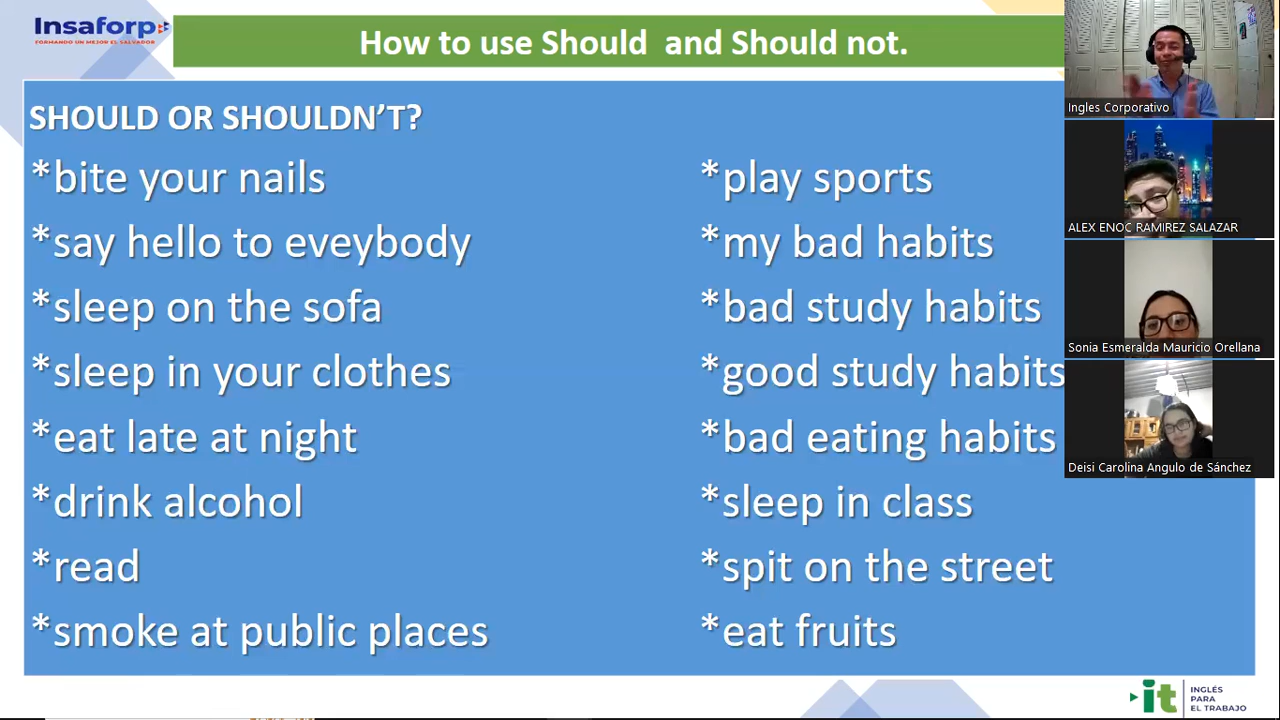 Insaforp
FORMANDO UN MEJOR EL SALVADOR
How to use Should and Should not.
SHOULD OR SHOULDN'T?
*bite your nails
*say hello to eveybody
*sleep on the sofa
*sleep in your clothes
*eat late at night
*drink alcohol
*read
*smoke at public places
*play sports
*my bad habits
*bad study habits
*good study habits
*bad eating habits
*sleep in class
*spit on the street
*eat fruits
Ingles Corporativo
ALEX ENOC RAMIREZ SALAZAR
Sonia Esmeralda Mauricio Orellana
Deisi Carolina Angulo de Sánchez
it
INGLÉS
PARA
EL TRABAJO